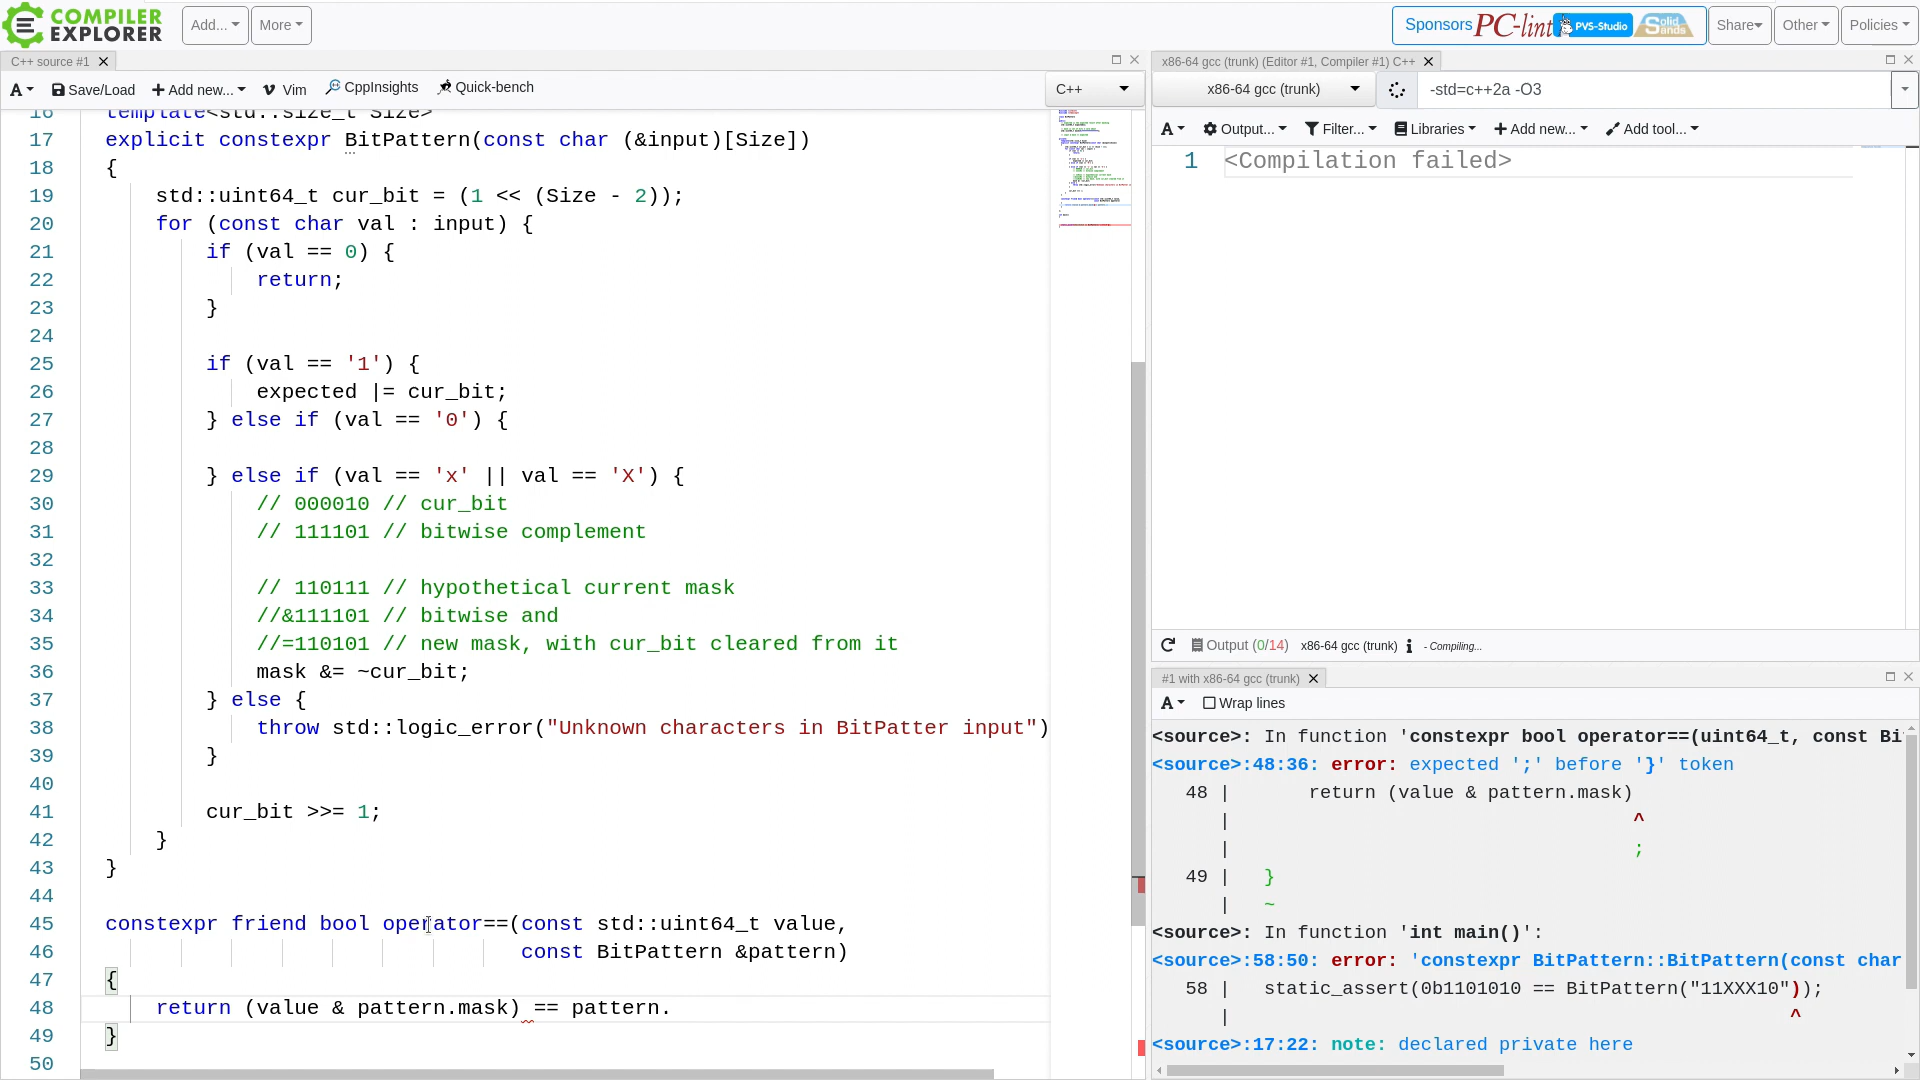 COMPILER
EXPLORER
Add...
More
Sponsors PC-lint PVS-Studio Solid Sands
Share
Other
Policies
C++ source #1
x86-64 gcc (trunk) (Editor #1, Compiler #1) C++
A
Save/Load
Add new...
Vim
CppInsights
Quick-bench
C++
x86-64 gcc (trunk)
-std=c++2a -O3
A
Output...
Filter...
Libraries
Add new...
Add tool...
1 <Compilation failed>
16 template<std::size_t Size>
17 explicit constexpr BitPattern(const char (&input)[Size])
18 {
19 std::uint64_t cur_bit = (1 << (Size - 2));
20 for (const char val : input) {
21 if (val == 0) {
22 return;
23 }
24
25 if (val == '1') {
26 expected |= cur_bit;
27 } else if (val == '0') {
28
29 } else if (val == 'x' || val == 'X') {
30 // 000010 // cur_bit
31 // 111101 // bitwise complement
32
33 // 110111 // hypothetical current mask
34 //&111101 // bitwise and
35 //=110101 // new mask, with cur_bit cleared from it
36 mask &= ~cur_bit;
37 } else {
38 throw std::logic_error("Unknown characters in BitPatter input")
39 }
40
41 cur_bit >>= 1;
42 }
43 }
44
45 constexpr friend bool operator==(const std::uint64_t value,
46 const BitPattern &pattern)
47 {
48 return (value & pattern.mask) == pattern.
49 }
50
Output (0/14) x86-64 gcc (trunk) i - Compiling...
#1 with x86-64 gcc (trunk)
A
Wrap lines
<source>: In function 'constexpr bool operator==(uint64_t, const Bi
<source>:48:36: error: expected ';' before '}' token
48 | return (value & pattern.mask)
| ^
| ;
49 | }
| ~
<source>: In function 'int main()':
<source>:58:50: error: 'constexpr BitPattern::BitPattern(const char
58 | static_assert(0b1101010 == BitPattern("11XXX10"));
| ^
<source>:17:22: note: declared private here